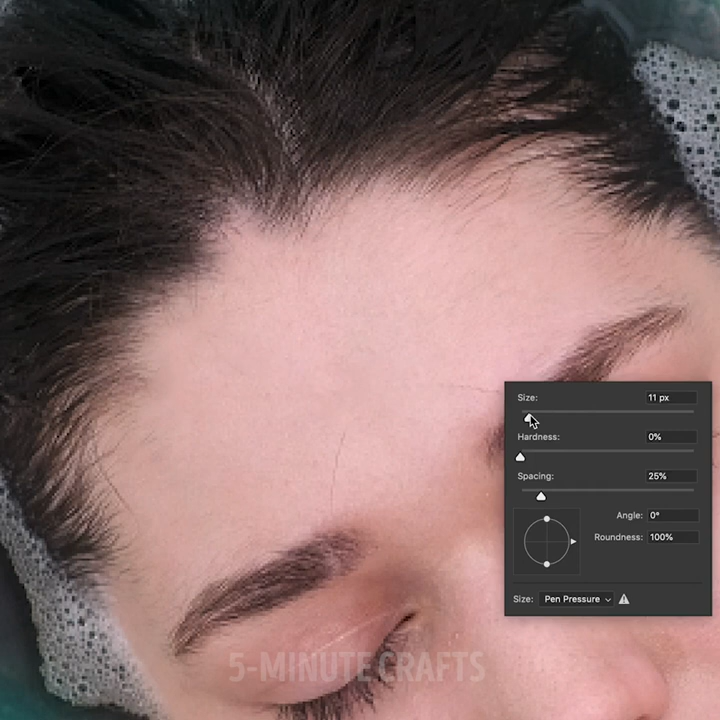 Size:
11 px
Hardness:
0%
Spacing:
25%
Angle:
0°
Roundness:
100%
Size:
Pen Pressure
5-MINUTE CRAFTS